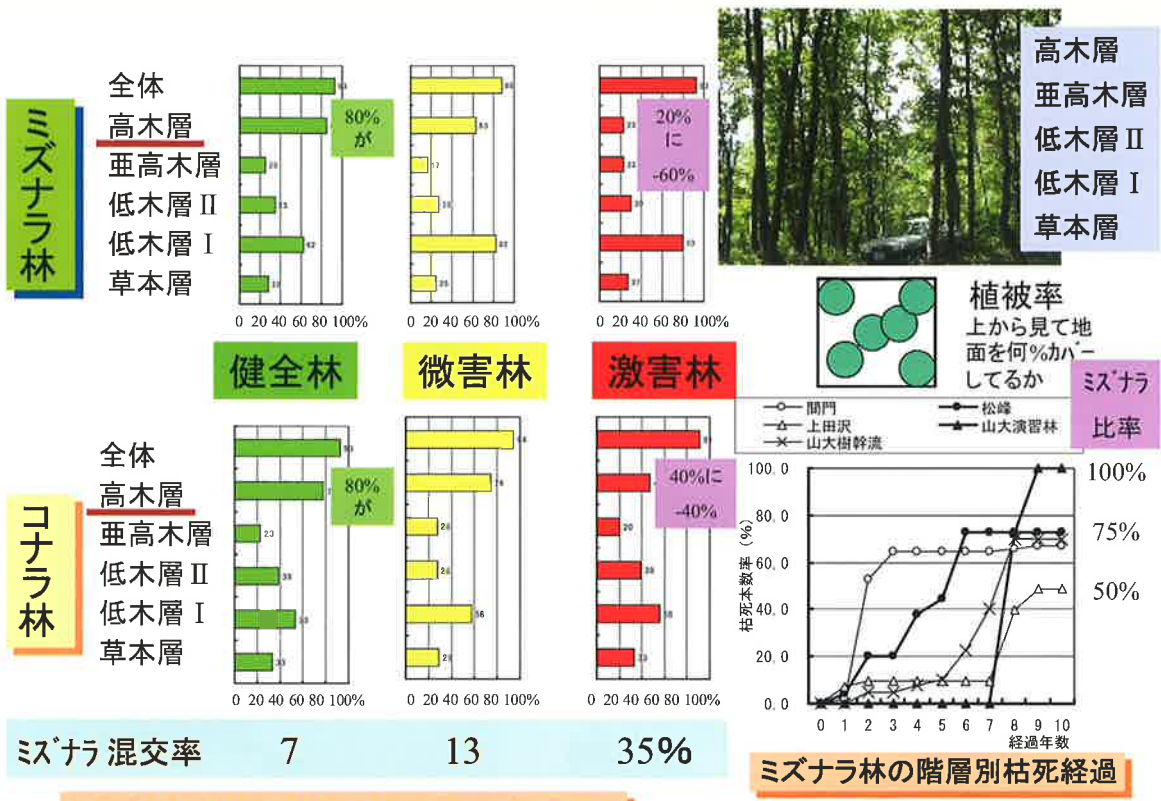 ミズナラ林
全体
高木層
亜高木層
低木層Ⅱ
低木層Ⅰ
草本層
80%
が
0 20 40 60 80 100%
17
0 20 40 60 80 100%
20%
に
-60%
0 20 40 60 80 100%
高木層
亜高木層
低木層Ⅱ
低木層Ⅰ
草本層
植被率
上から見て地
面を何%カバー
してるか
健全林
微害林
激害林
ミズナラ
比率
コナラ林
全体
高木層
亜高木層
低木層Ⅱ
低木層Ⅰ
草本層
23
80%
が
0 20 40 60 80 100%
56
0 20 40 60 80 100%
20
40%に
-40%
0 20 40 60 80 100%
ミズナラ 混交率 7 13 35%
松峰
上田沢
山大演習林
山大樹幹流
枯死本数率(%)
100.0
80.0
60.0
40.0
20.0
0.0
0 1 2 3 4 5 6 7 8 9 10
経過年数
100%
75%
50%
ミズナラ林の階層別枯死経過